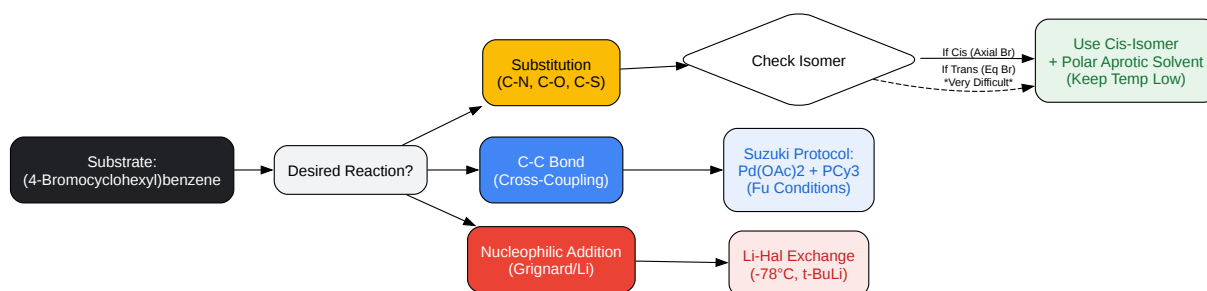 Substrate:
(4-Bromocyclohexyl)benzene
Desired Reaction?
Substitution
(C-N, C-O, C-S)
Check Isomer
If Cis (Axial Br)
If Trans (Eq Br)
*Very Difficult*
Use Cis-Isomer
+ Polar Aprotic Solvent
(Keep Temp Low)
C-C Bond
(Cross-Coupling)
Suzuki Protocol:
Pd(OAc)2 + PCy3
(Fu Conditions)
Nucleophilic Addition
(Grignard/Li)
Li-Hal Exchange
(-78°C, t-BuLi)